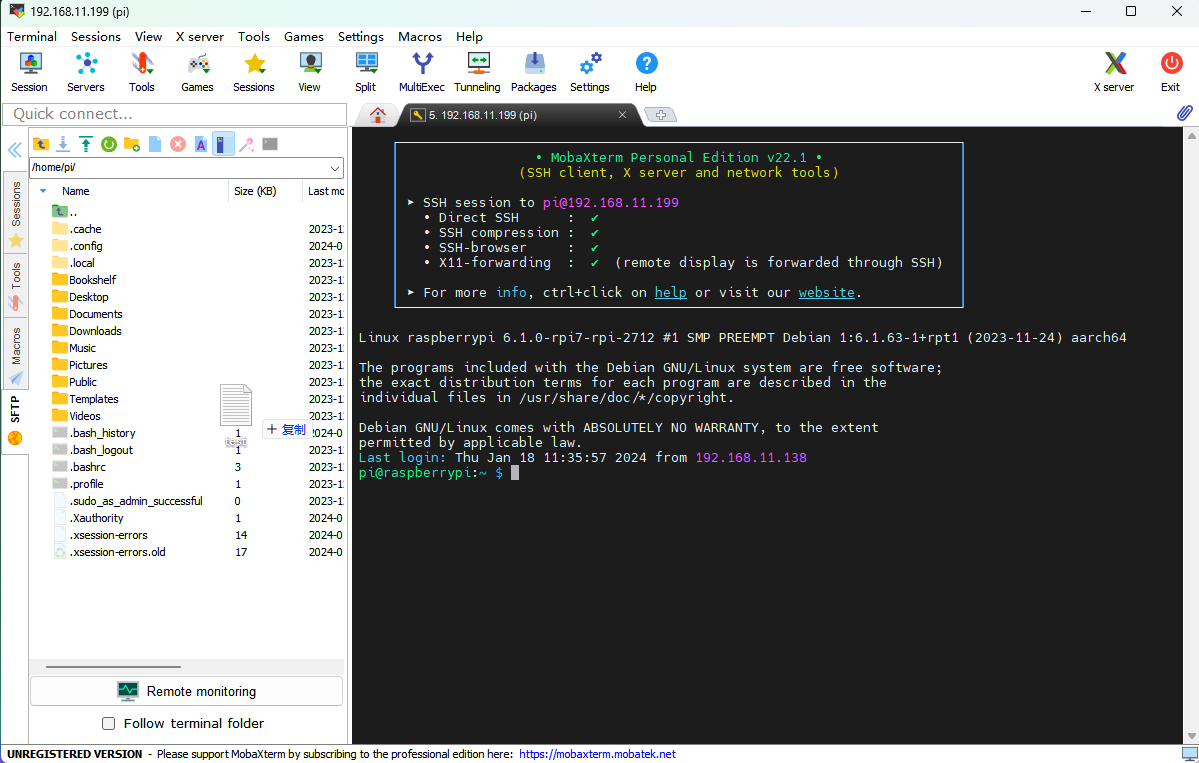 192.168.11.199 (pi)
Terminal Sessions View X server Tools Games Settings Macros Help
Session Servers Tools Games Sessions View Split MultiExec Tunneling Packages Settings Help X server Exit
Quick connect...
5. 192.168.11.199 (pi)
/home/pi/
Name Size (KB) Last mo
..
.cache 2023-1
.config 2024-0
.local 2023-1
Bookshelf 2023-1
Desktop 2023-1
Documents 2023-1
Downloads 2023-1
Music 2023-1
Pictures 2023-1
Public 2023-1
Templates 2023-1
Videos 2023-1
.bash_history 1 2024-0
.bash_logout 1 2023-1
.bashrc 3 2023-1
.profile 1 2023-1
.sudo_as_admin_successful 0 2023-1
.Xauthority 1 2024-0
.xsession-errors 14 2024-0
.xsession-errors.old 17 2024-0
test
+ 复制
Sessions
Tools
Macros
SFTP
Remote monitoring
Follow terminal folder
• MobaXterm Personal Edition v22.1 •
(SSH client, X server and network tools)
➤ SSH session to pi@192.168.11.199
• Direct SSH : ✔
• SSH compression : ✔
• SSH-browser : ✔
• X11-forwarding : ✔ (remote display is forwarded through SSH)
➤ For more info, ctrl+click on help or visit our website.
Linux raspberrypi 6.1.0-rpi7-rpi-2712 #1 SMP PREEMPT Debian 1:6.1.63-1+rpt1 (2023-11-24) aarch64
The programs included with the Debian GNU/Linux system are free software;
the exact distribution terms for each program are described in the
individual files in /usr/share/doc/*/copyright.
Debian GNU/Linux comes with ABSOLUTELY NO WARRANTY, to the extent
permitted by applicable law.
Last login: Thu Jan 18 11:35:57 2024 from 192.168.11.138
pi@raspberrypi:~ $
UNREGISTERED VERSION - Please support MobaXterm by subscribing to the professional edition here: https://mobaxterm.mobatek.net